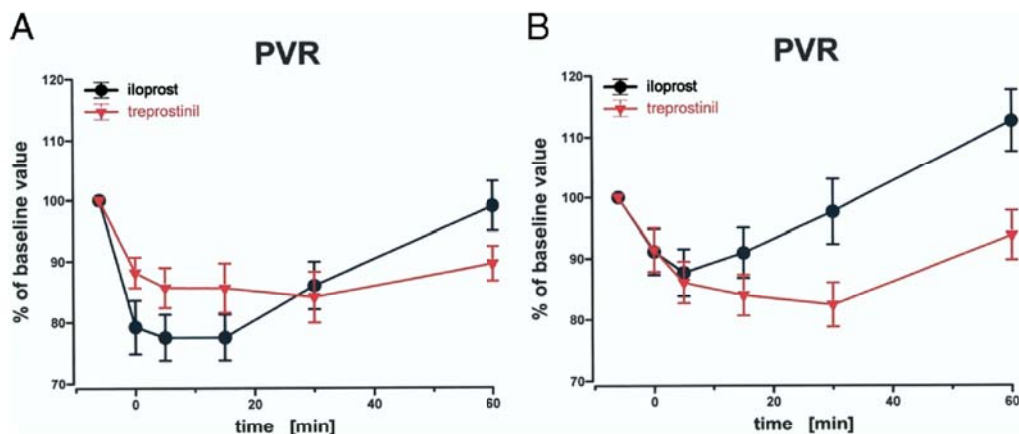 A
PVR
iloprost
treprostinil
% of baseline value
120
110
100
90
80
70
0
20
40
60
time [min]
B
PVR
iloprost
treprostinil
% of baseline value
120
110
100
90
80
70
0
20
40
60
time [min]